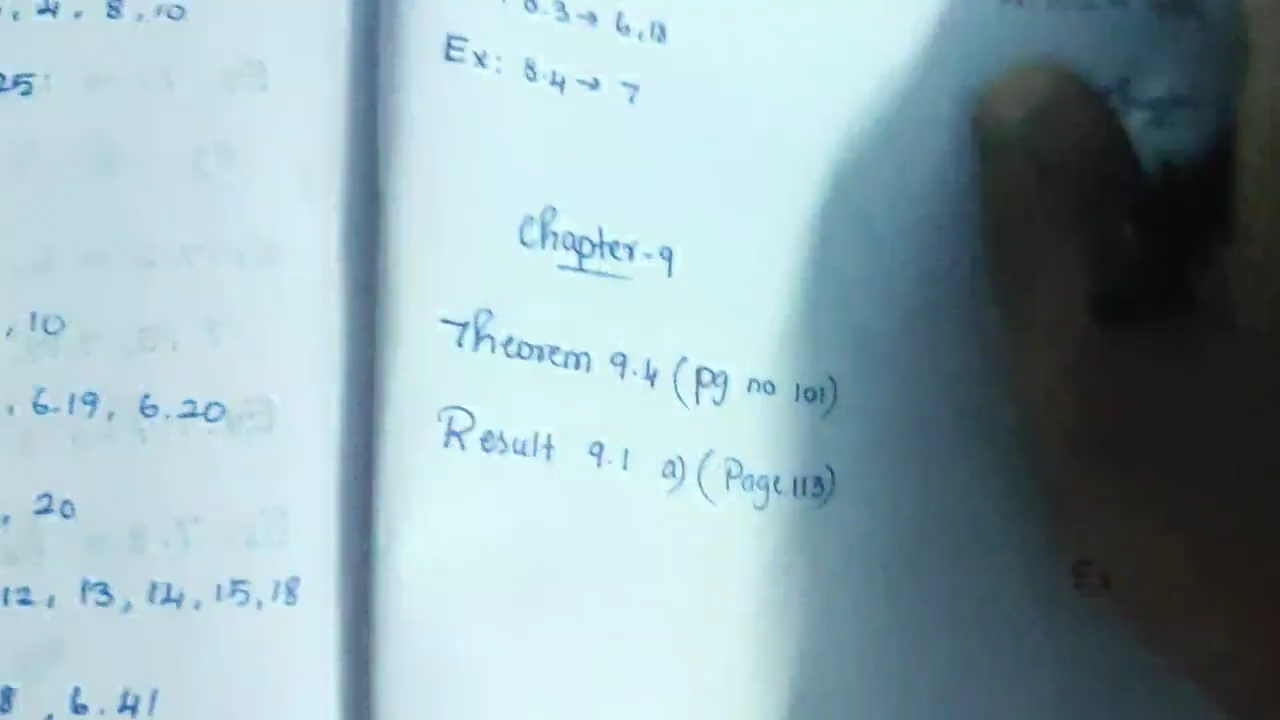 , 4, 8, 10
25
, 10
, 6.19, 6.20
, 20
12, 13, 14, 15, 18
8, 6.41
8.3→ 6,18
Ex: 8.4→ 7
Chapter-9
Theorem 9.4 (pg no 101)
Result 9.1 a) (Page 113)
Ex